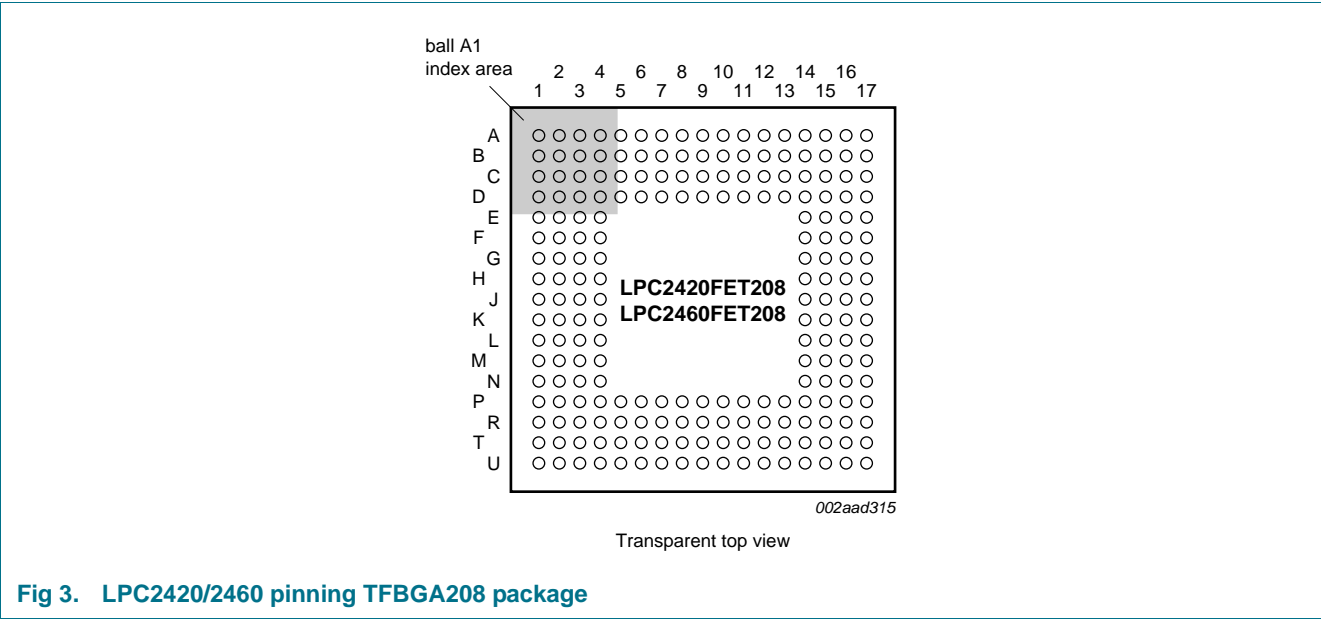 ball A1
index area
2 4 6 8 10 12 14 16
1 3 5 7 9 11 13 15 17
A
B
C
D
E
F
G
H
J
K
L
M
N
P
R
T
U
LPC2420FET208
LPC2460FET208
002aad315
Transparent top view
Fig 3. LPC2420/2460 pinning TFBGA208 package